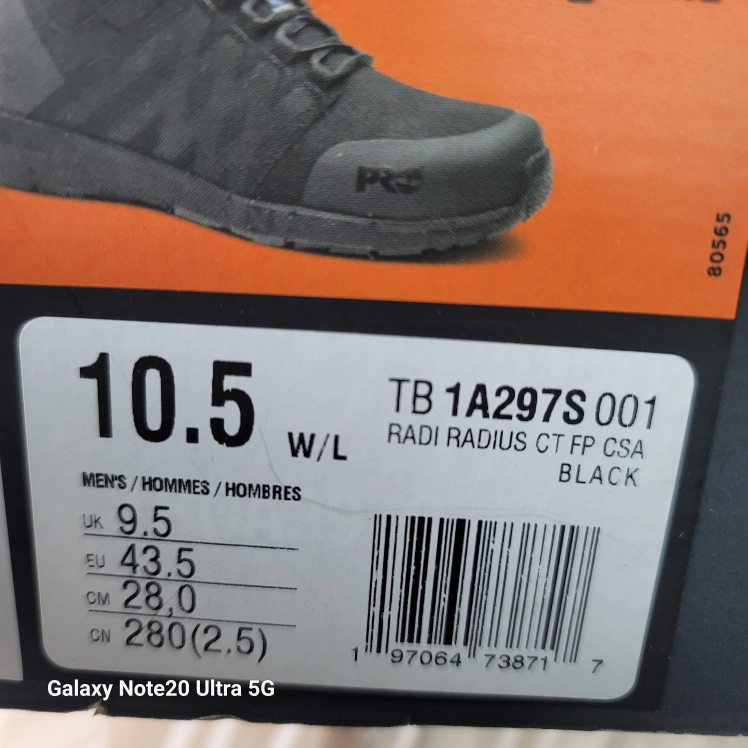 PRO
80565
10.5 W/L
TB 1A297S 001
RADI RADIUS CT FP CSA
BLACK
MEN'S / HOMMES / HOMBRES
UK 9.5
EU 43.5
CM 28,0
CN 280(2.5)
1 97064 73871 7
Galaxy Note20 Ultra 5G